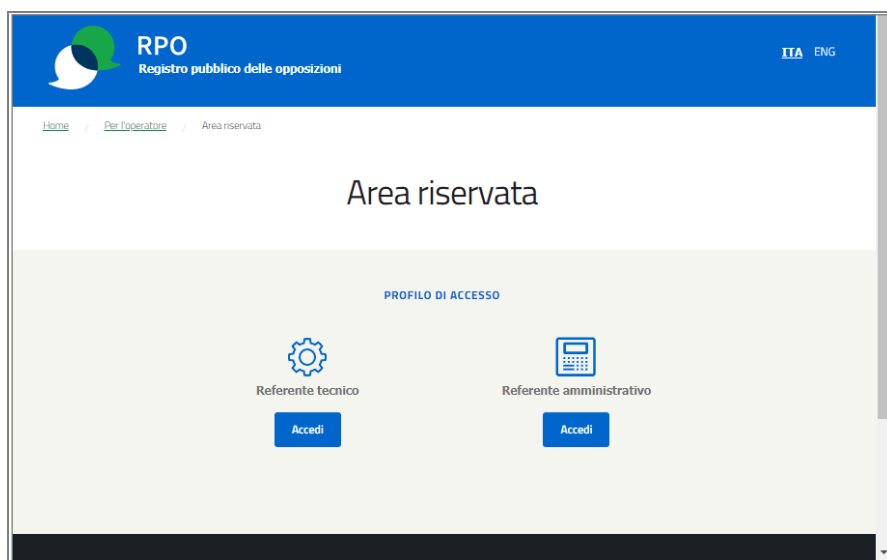 RPO
Registro pubblico delle opposizioni
ITA ENG
Home / Per l'operatore / Area riservata
Area riservata
PROFILO DI ACCESSO
Referente tecnico
Referente amministrativo
Accedi
Accedi